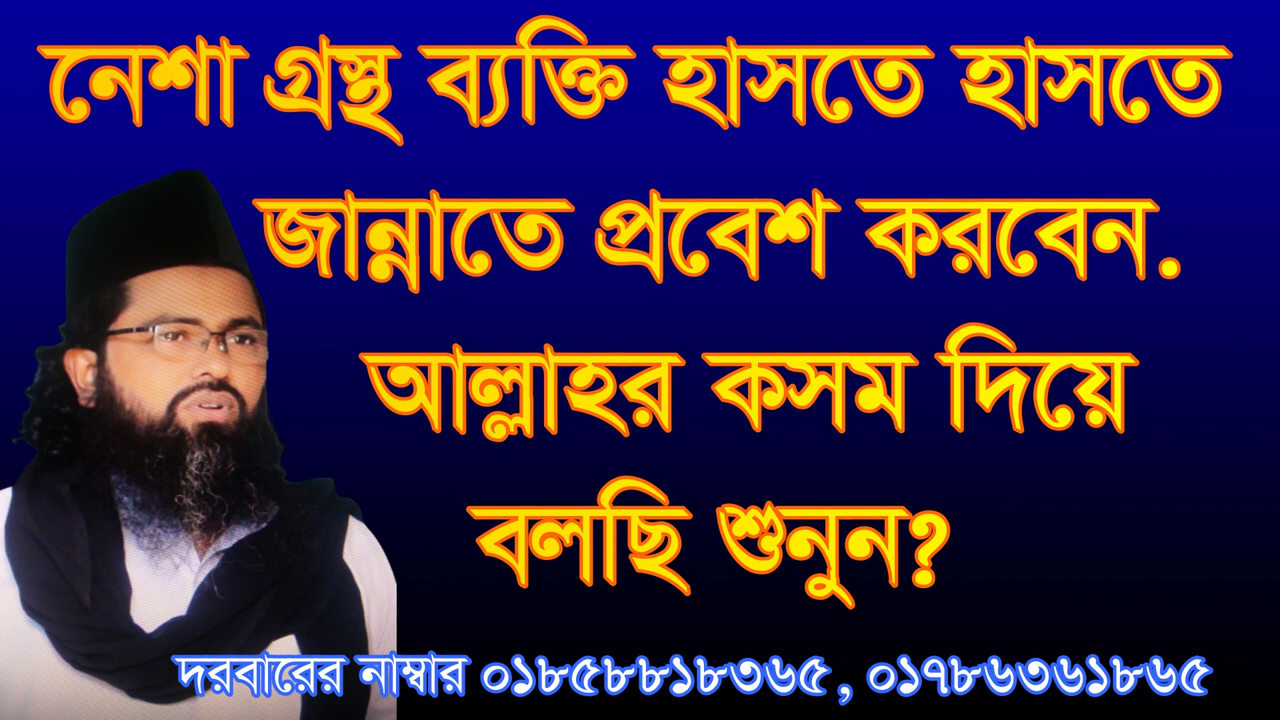 নেশা গ্রস্থ ব্যক্তি হাসতে হাসতে
জান্নাতে প্রবেশ করবেন.
আল্লাহর কসম দিয়ে
বলছি শুনুন?
দরবারের নাম্বার ০১৮৫৮৮১৮৩৬৫, ০১৭৮৬৩৬১৮৬৫